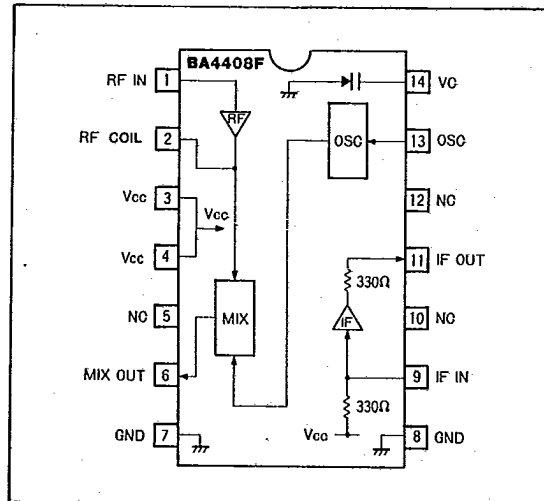 BA4408F
RF IN 1
14 VC
RF
RF COIL 2
OSC
13 OSC
Vcc 3
Vcc
12 NC
Vcc 4
11 IF OUT
330Ω
NC 5
MIX
IF
10 NC
MIX OUT 6
9 IF IN
330Ω
GND 7
Vcc
8 GND